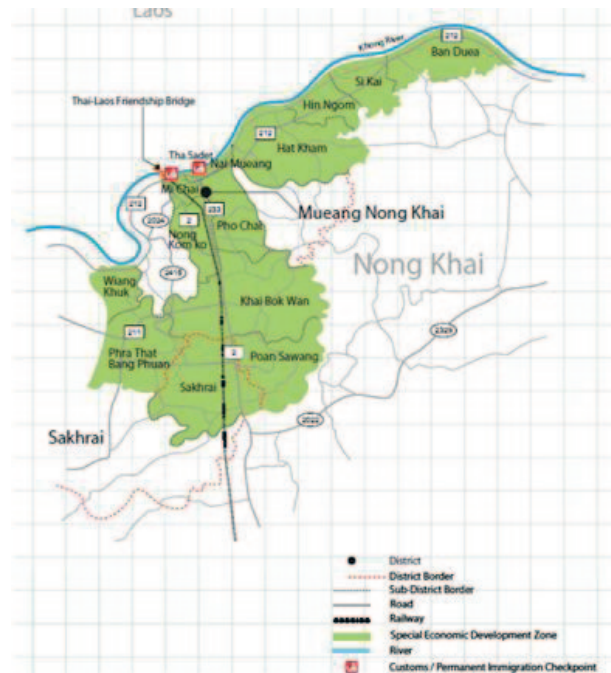 Laos
212
Khong River
Ban Duea
Si Kai
Thai-Laos Friendship Bridge
Hin Ngom
212
Tha Sadet
Hat Kham
Nai Mueang
Mi Chai
212
2
233
Mueang Nong Khai
Nong
Kom ko
Pho Chai
Nong Khai
Wiang
Khuk
Khai Bok Wan
211
2
Phra That
Bang Phuan
Poan Sawang
Sakhrai
Sakhrai
District
District Border
Sub-District Border
Road
Railway
Special Economic Development Zone
River
Customs / Permanent Immigration Checkpoint